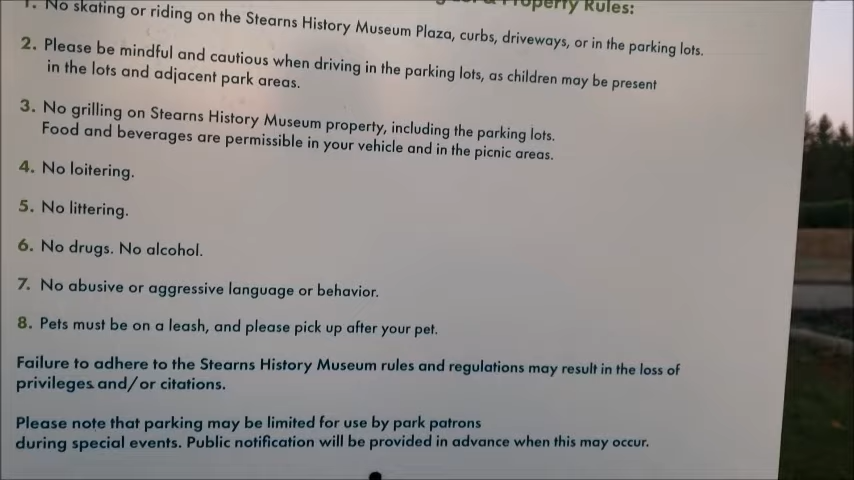 & Property Rules:
1. No skating or riding on the Stearns History Museum Plaza, curbs, driveways, or in the parking lots.
2. Please be mindful and cautious when driving in the parking lots, as children may be present
in the lots and adjacent park areas.
3. No grilling on Stearns History Museum property, including the parking lots.
Food and beverages are permissible in your vehicle and in the picnic areas.
4. No loitering.
5. No littering.
6. No drugs. No alcohol.
7. No abusive or aggressive language or behavior.
8. Pets must be on a leash, and please pick up after your pet.
Failure to adhere to the Stearns History Museum rules and regulations may result in the loss of
privileges and/or citations.
Please note that parking may be limited for use by park patrons
during special events. Public notification will be provided in advance when this may occur.